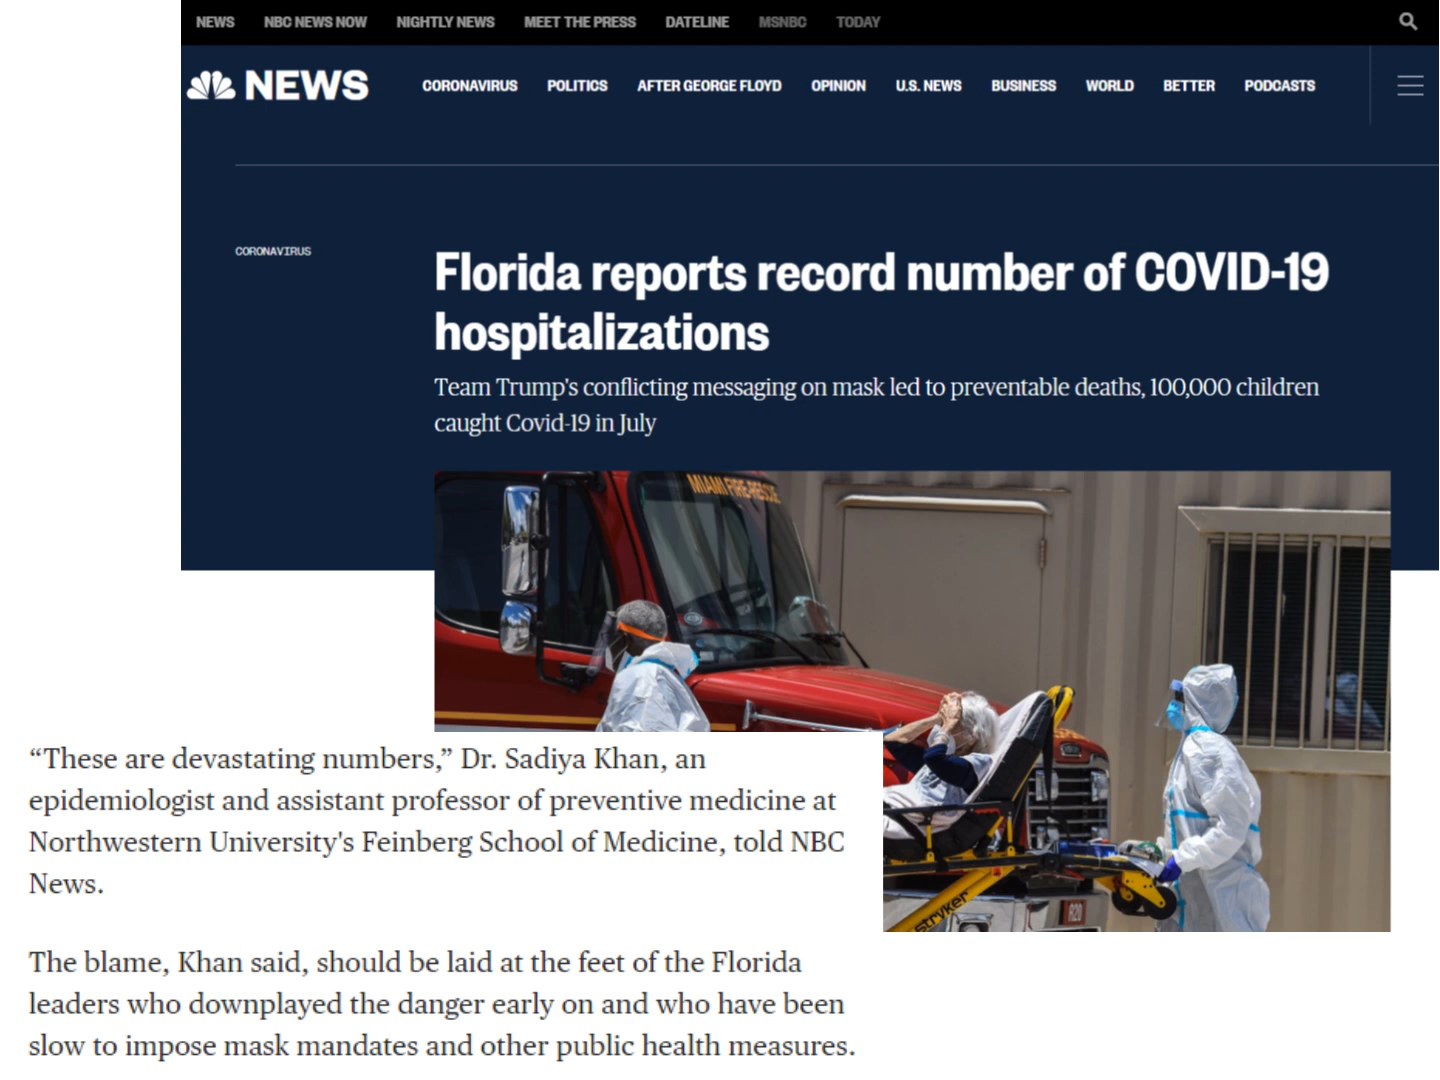 NEWS NBC NEWS NOW NIGHTLY NEWS MEET THE PRESS DATELINE MSNBC TODAY
NEWS CORONAVIRUS POLITICS AFTER GEORGE FLOYD OPINION U.S. NEWS BUSINESS WORLD BETTER PODCASTS
CORONAVIRUS
Florida reports record number of COVID-19
hospitalizations
Team Trump's conflicting messaging on mask led to preventable deaths, 100,000 children
caught Covid-19 in July
MIAMI FIRE-RESCUE
stryker
R20
“These are devastating numbers,” Dr. Sadiya Khan, an
epidemiologist and assistant professor of preventive medicine at
Northwestern University's Feinberg School of Medicine, told NBC
News.
The blame, Khan said, should be laid at the feet of the Florida
leaders who downplayed the danger early on and who have been
slow to impose mask mandates and other public health measures.